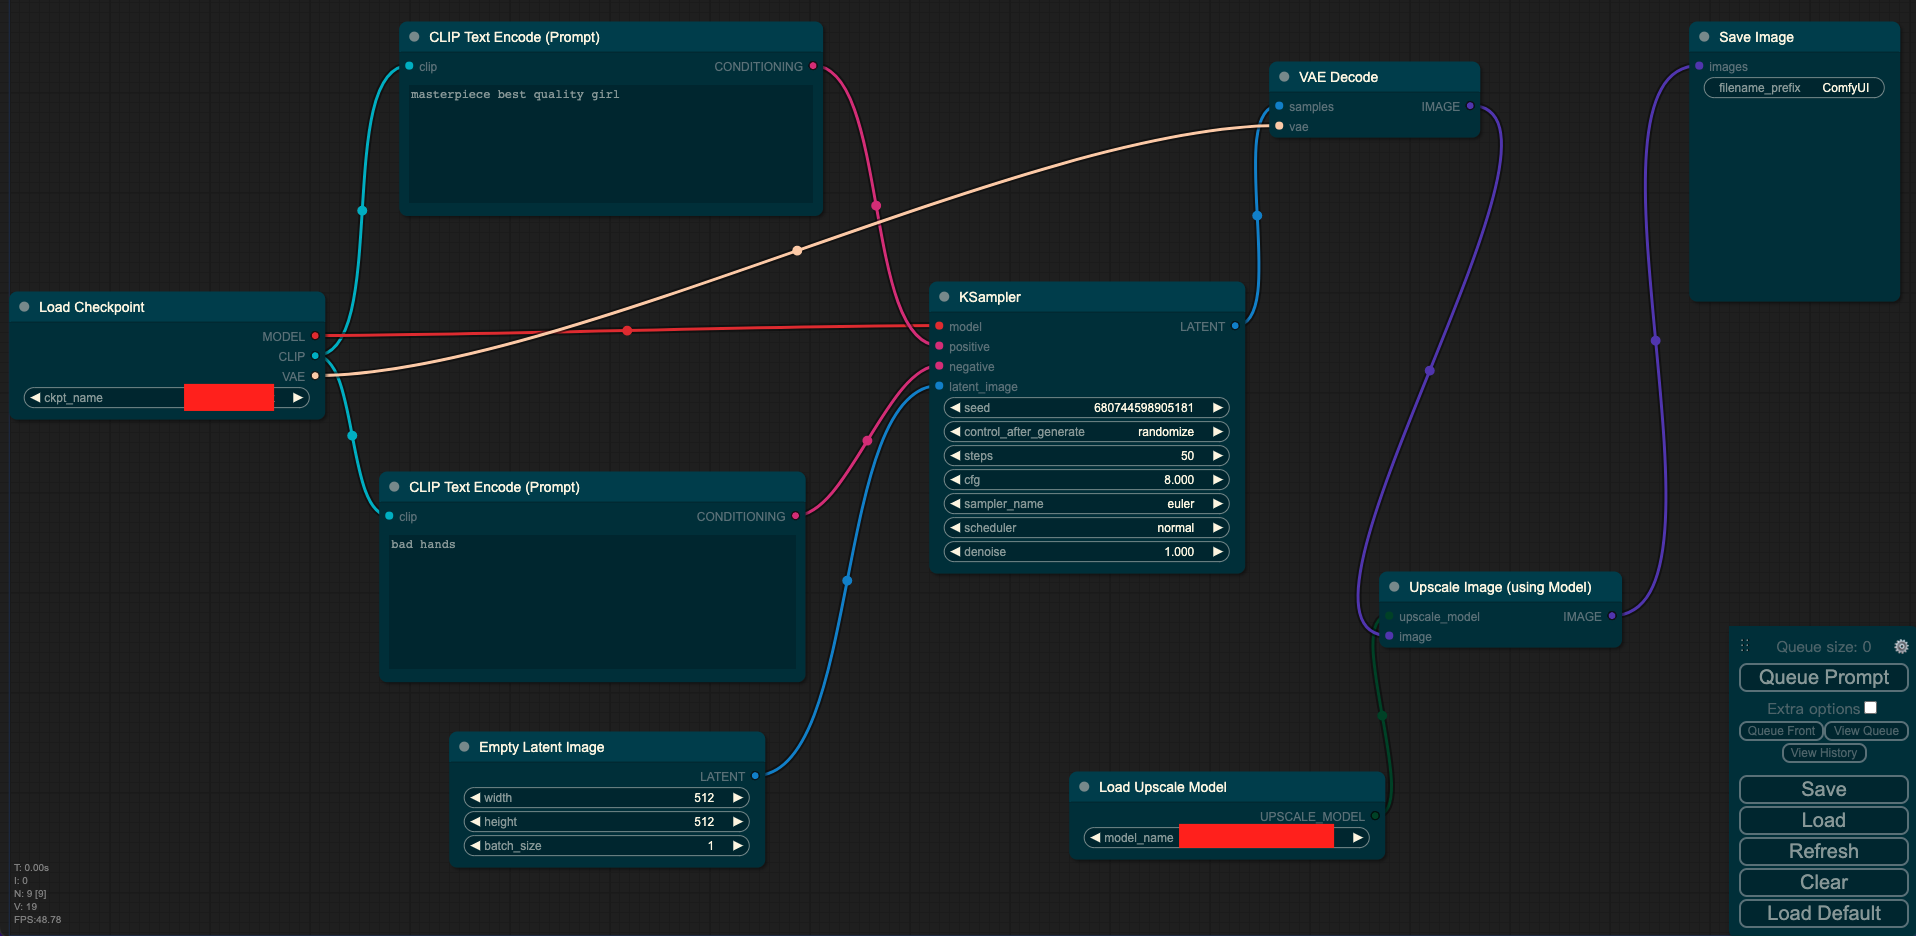 CLIP Text Encode (Prompt)
clip
CONDITIONING
masterpiece best quality girl
VAE Decode
samples
IMAGE
vae
Save Image
images
filename_prefix ComfyUI
Load Checkpoint
MODEL
CLIP
VAE
ckpt_name
KSampler
model
LATENT
positive
negative
latent_image
seed 680744598905181
control_after_generate randomize
steps 50
cfg 8.000
sampler_name euler
scheduler normal
denoise 1.000
CLIP Text Encode (Prompt)
clip
CONDITIONING
bad hands
Upscale Image (using Model)
upscale_model
IMAGE
image
Empty Latent Image
LATENT
width 512
height 512
batch_size 1
Load Upscale Model
UPSCALE_MODEL
model_name
Queue size: 0
Queue Prompt
Extra options
Queue Front
View Queue
View History
Save
Load
Refresh
Clear
Load Default
T: 0.00s
I: 0
N: 9 [9]
V: 19
FPS:48.78